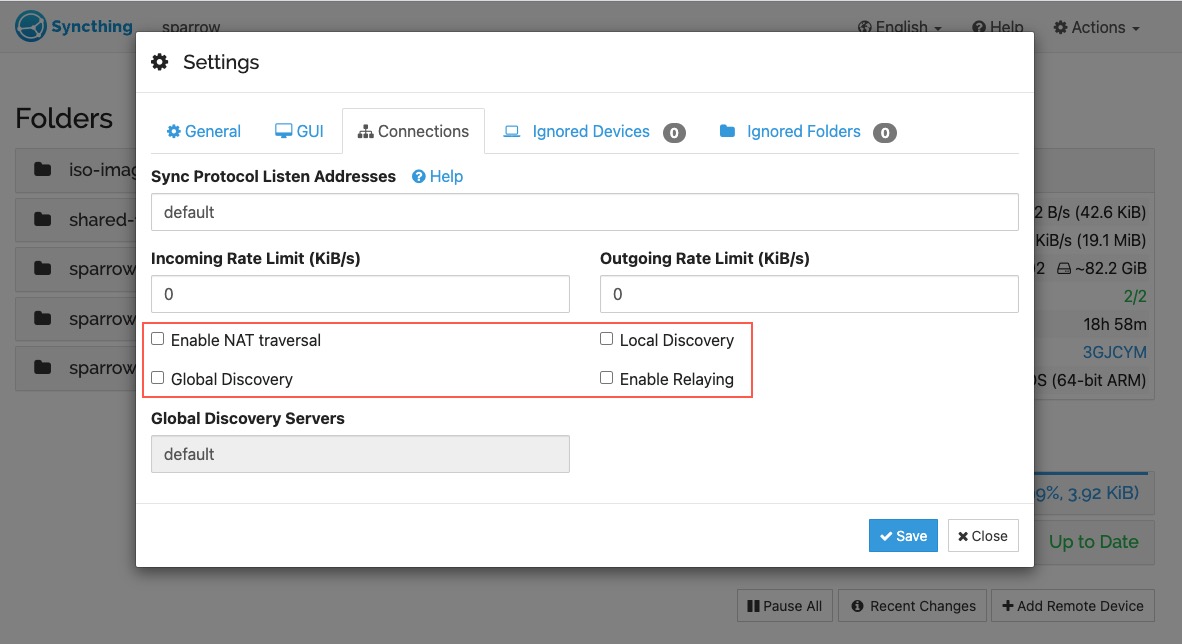 Syncthing sparrow English Help Actions
Settings
Folders
General GUI Connections Ignored Devices 0 Ignored Folders 0
Sync Protocol Listen Addresses Help
default
iso-imag
shared-
sparrow
sparrow
sparrow
2 B/s (42.6 KiB)
KiB/s (19.1 MiB)
~82.2 GiB
2/2
18h 58m
3GJCYM
(64-bit ARM)
Incoming Rate Limit (KiB/s) Outgoing Rate Limit (KiB/s)
0 0
Enable NAT traversal Local Discovery
Global Discovery Enable Relaying
Global Discovery Servers
default
9%, 3.92 KiB)
Save Close
Up to Date
Pause All Recent Changes Add Remote Device